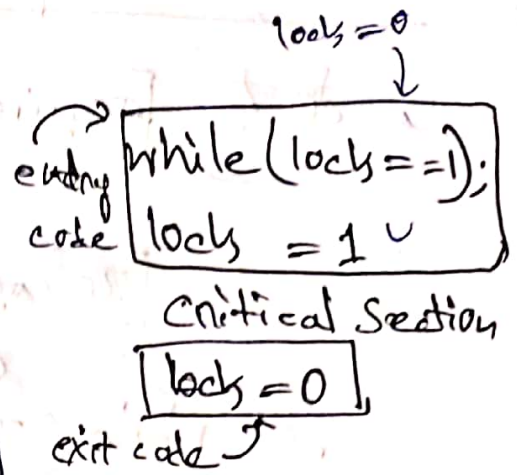 lock=0
entry
code
while(lock==1);
lock = 1
Critical Section
lock=0
exit code